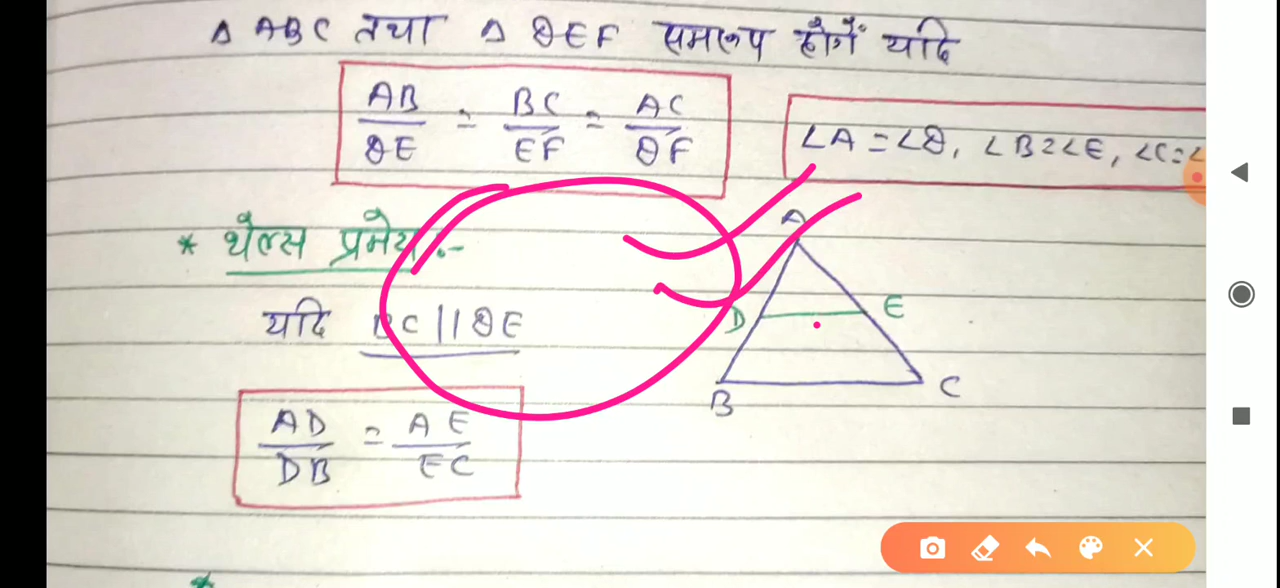 Δ ABC तथा Δ DEF समरूप होगें यदि
AB/DE = BC/EF = AC/DF
∠A = ∠D, ∠B = ∠E, ∠C = ∠
* थेल्स प्रमेय :-
यदि BC || DE
AD/DB = AE/EC
A
D
E
B
C